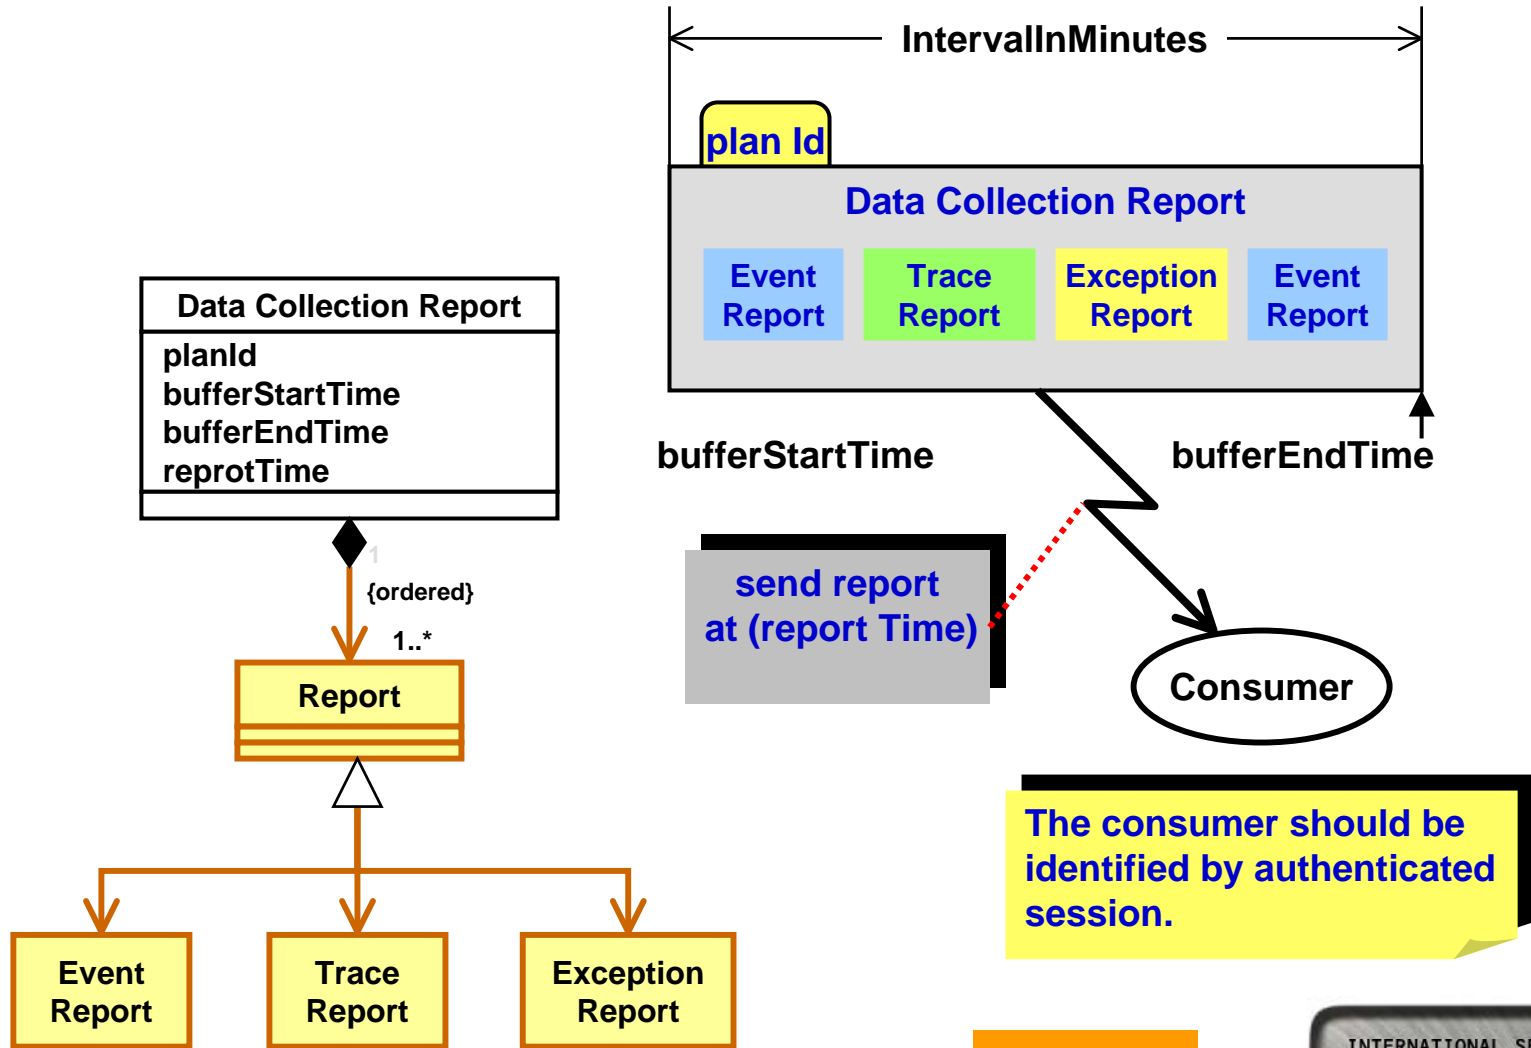 IntervalInMinutes
plan Id
Data Collection Report
Event
Report
Trace
Report
Exception
Report
Event
Report
bufferStartTime
bufferEndTime
send report
at (report Time)
Consumer
The consumer should be
identified by authenticated
session.
Data Collection Report
planId
bufferStartTime
bufferEndTime
reprotTime
1
{ordered}
1..*
Report
Event
Report
Trace
Report
Exception
Report
INTERNATIONAL